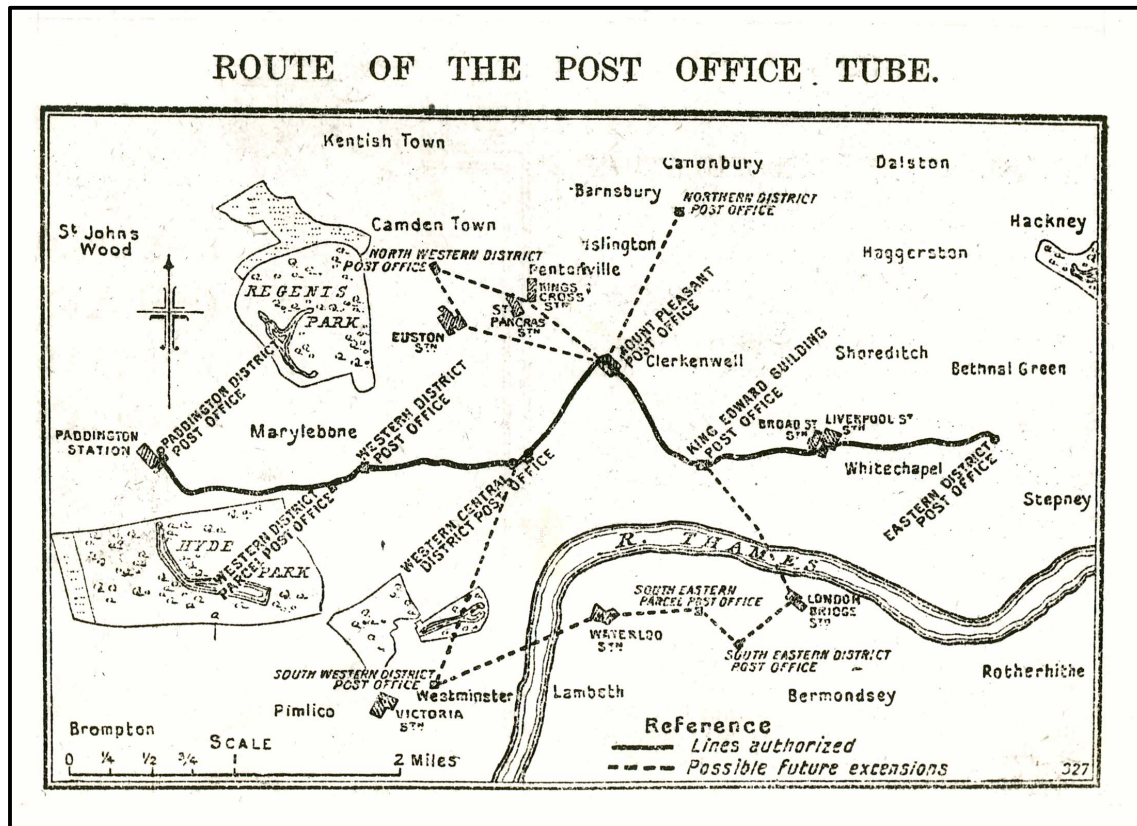 ROUTE OF THE POST OFFICE TUBE.
Kentish Town
Canonbury
Dalston
Barnsbury
NORTHERN DISTRICT
POST OFFICE
St Johns
Wood
Camden Town
Hackney
Islington
Haggerston
NORTH WESTERN DISTRICT
POST OFFICE
Pentonville
KINGS
CROSS
STN
REGENTS
PARK
ST
PANCRAS
STN
EUSTON
STN
MOUNT PLEASANT
POST OFFICE
Clerkenwell
Shoreditch
Bethnal Green
PADDINGTON DISTRICT
POST OFFICE
WESTERN DISTRICT
POST OFFICE
KING EDWARD BUILDING
POST OFFICE
PADDINGTON
STATION
Marylebone
BROAD ST
STN
LIVERPOOL ST
STN
Whitechapel
Stepney
EASTERN DISTRICT
POST OFFICE
WESTERN DISTRICT
PARCEL POST OFFICE
WESTERN CENTRAL
DISTRICT POST OFFICE
HYDE
PARK
R. THAMES
SOUTH EASTERN
PARCEL POST OFFICE
LONDON
BRIDGE
STN
WATERLOO
STN
SOUTH EASTERN DISTRICT
POST OFFICE
SOUTH WESTERN DISTRICT
POST OFFICE
Westminster
Lambeth
Bermondsey
Rotherhithe
Pimlico
VICTORIA
STN
Brompton
SCALE
0 1/4 1/2 3/4 1 2 Miles
Reference
Lines authorized
Possible future excensions
327